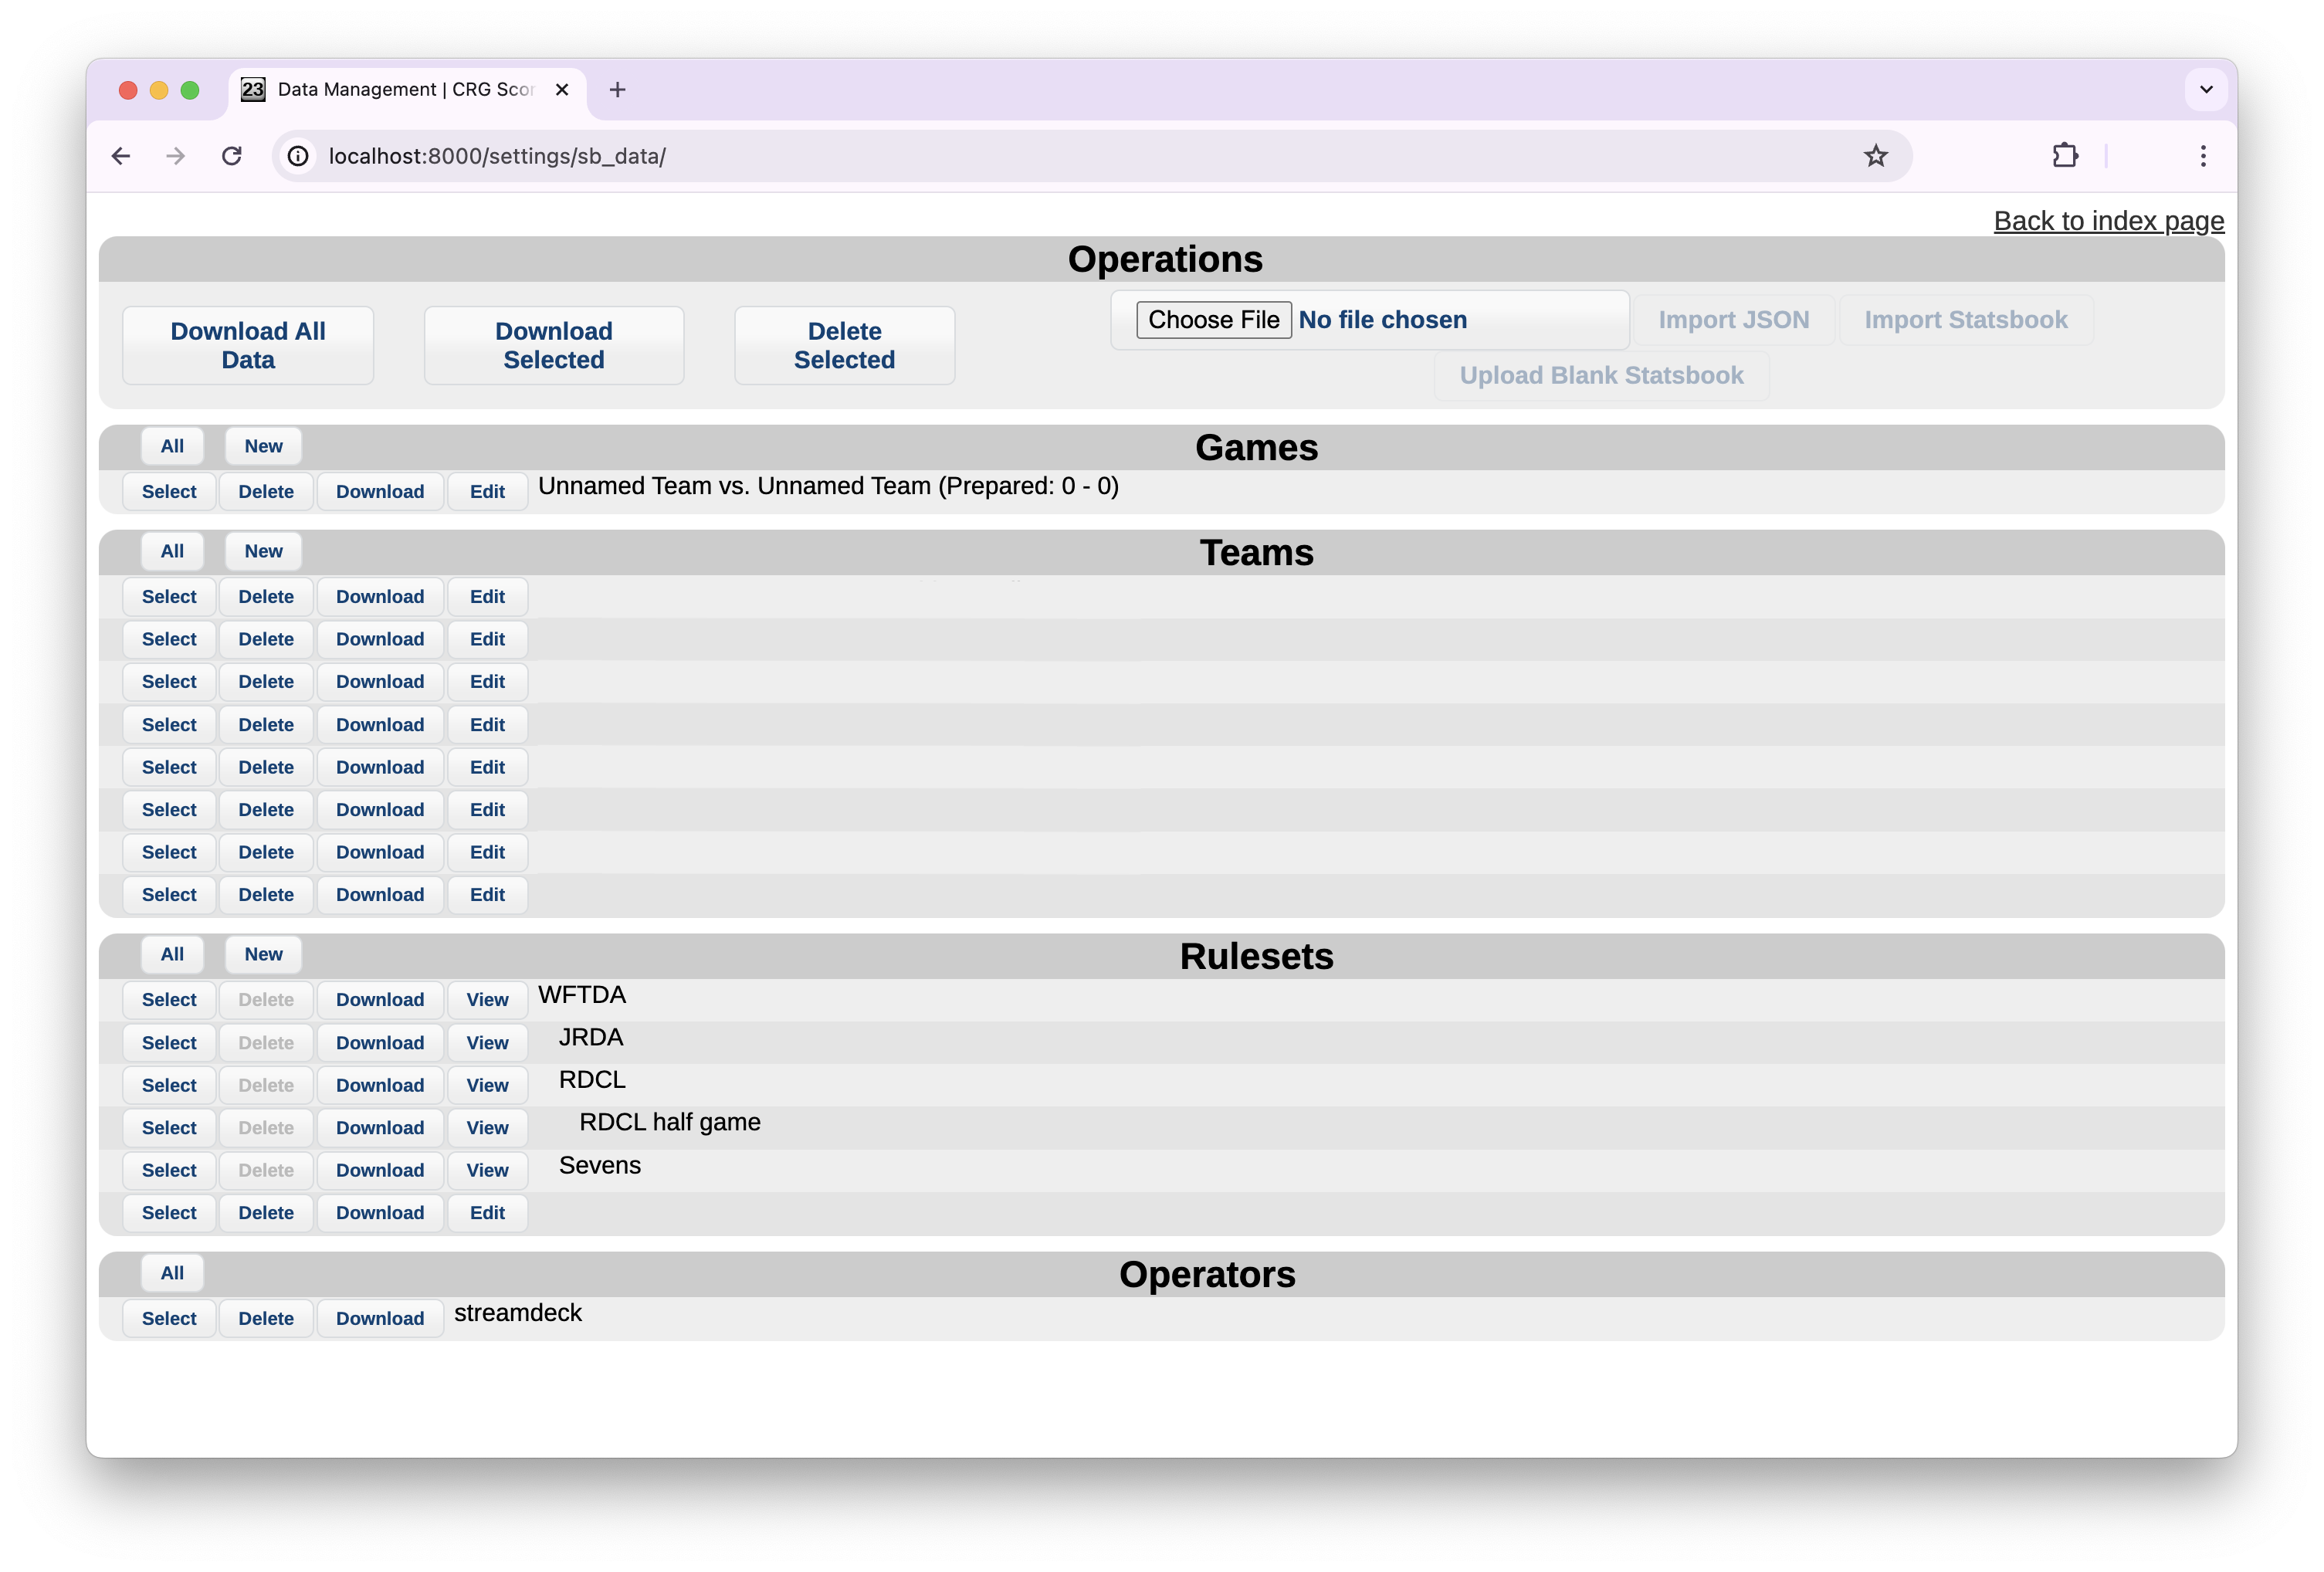 23 Data Management | CRG Scor
localhost:8000/settings/sb_data/
Back to index page
Operations
Download All Data
Download Selected
Delete Selected
Choose File No file chosen
Import JSON
Import Statsbook
Upload Blank Statsbook
All New Games
Select Delete Download Edit Unnamed Team vs. Unnamed Team (Prepared: 0 - 0)
All New Teams
Select Delete Download Edit
Select Delete Download Edit
Select Delete Download Edit
Select Delete Download Edit
Select Delete Download Edit
Select Delete Download Edit
Select Delete Download Edit
Select Delete Download Edit
All New Rulesets
Select Delete Download View WFTDA
Select Delete Download View JRDA
Select Delete Download View RDCL
Select Delete Download View RDCL half game
Select Delete Download View Sevens
Select Delete Download Edit
All Operators
Select Delete Download streamdeck